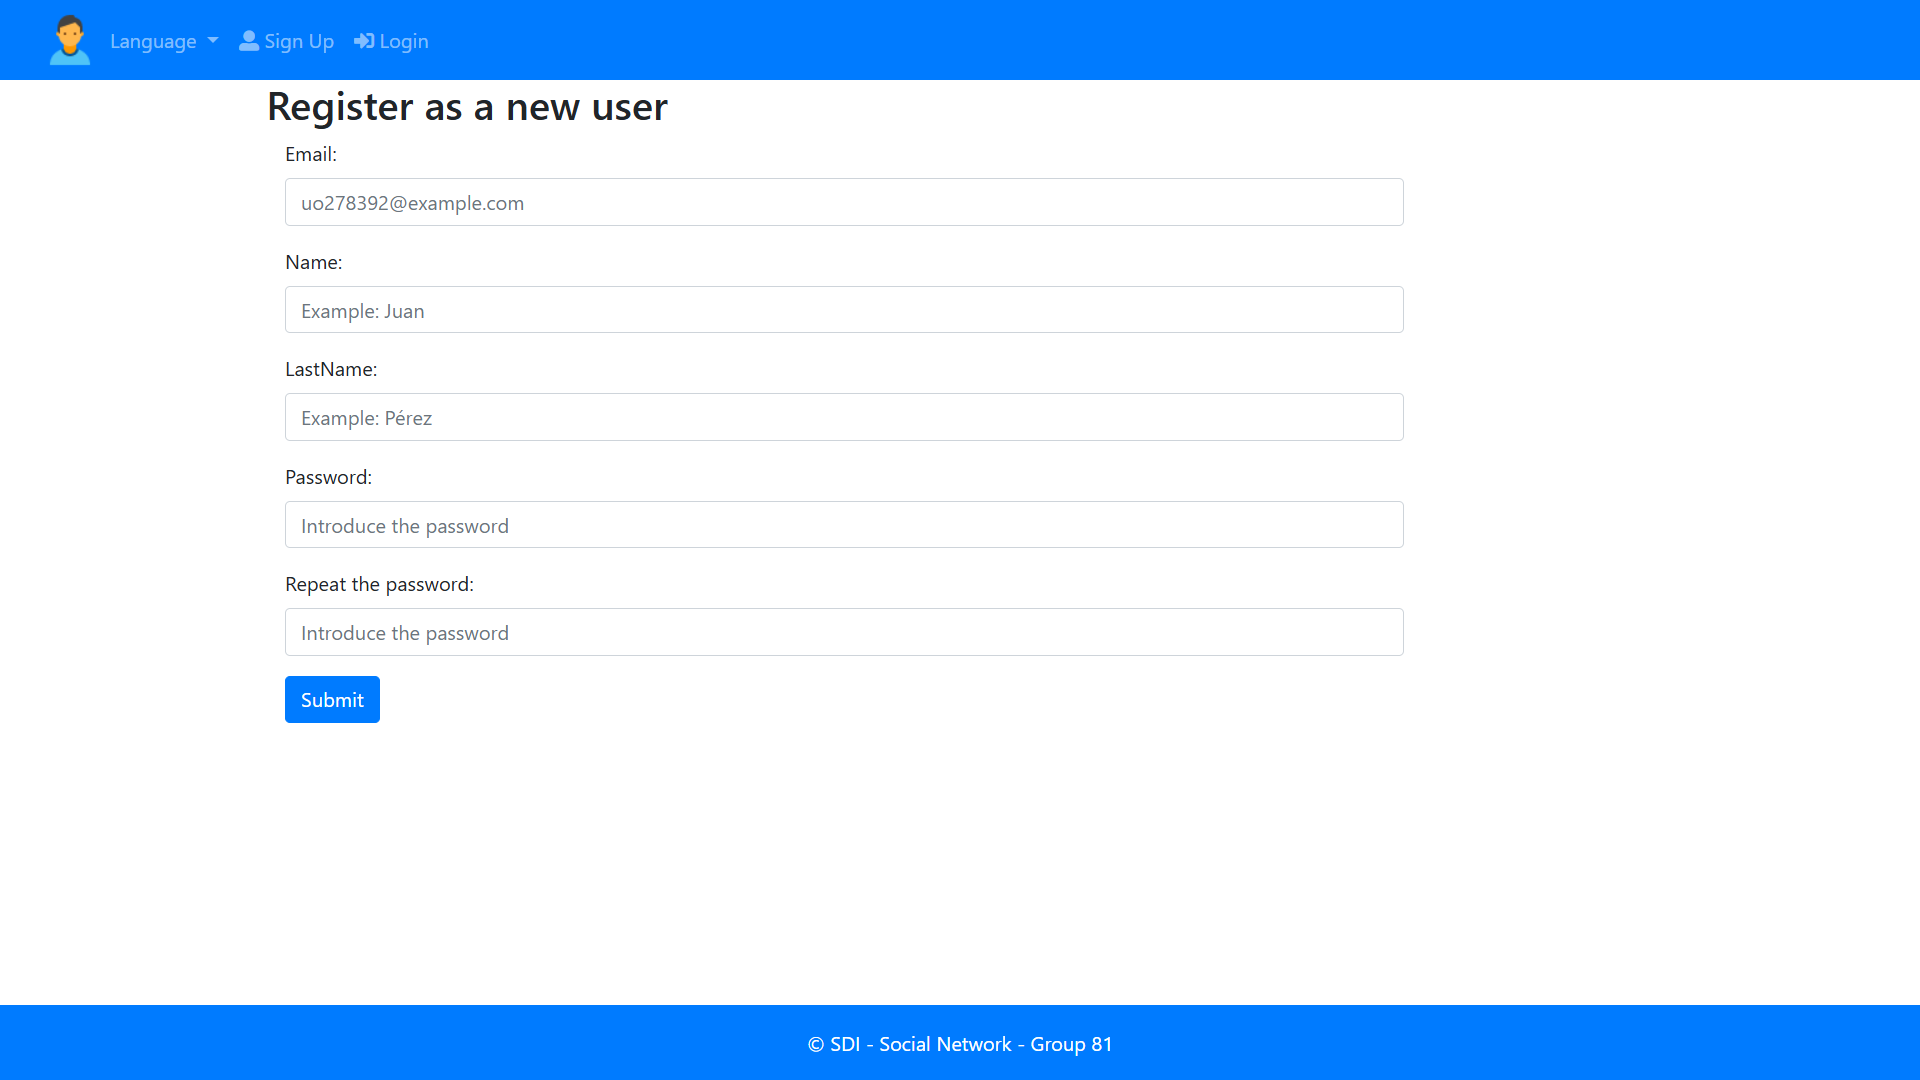 Language Sign Up Login
Register as a new user
Email:
uo278392@example.com
Name:
Example: Juan
LastName:
Example: Pérez
Password:
Introduce the password
Repeat the password:
Introduce the password
Submit
© SDI - Social Network - Group 81